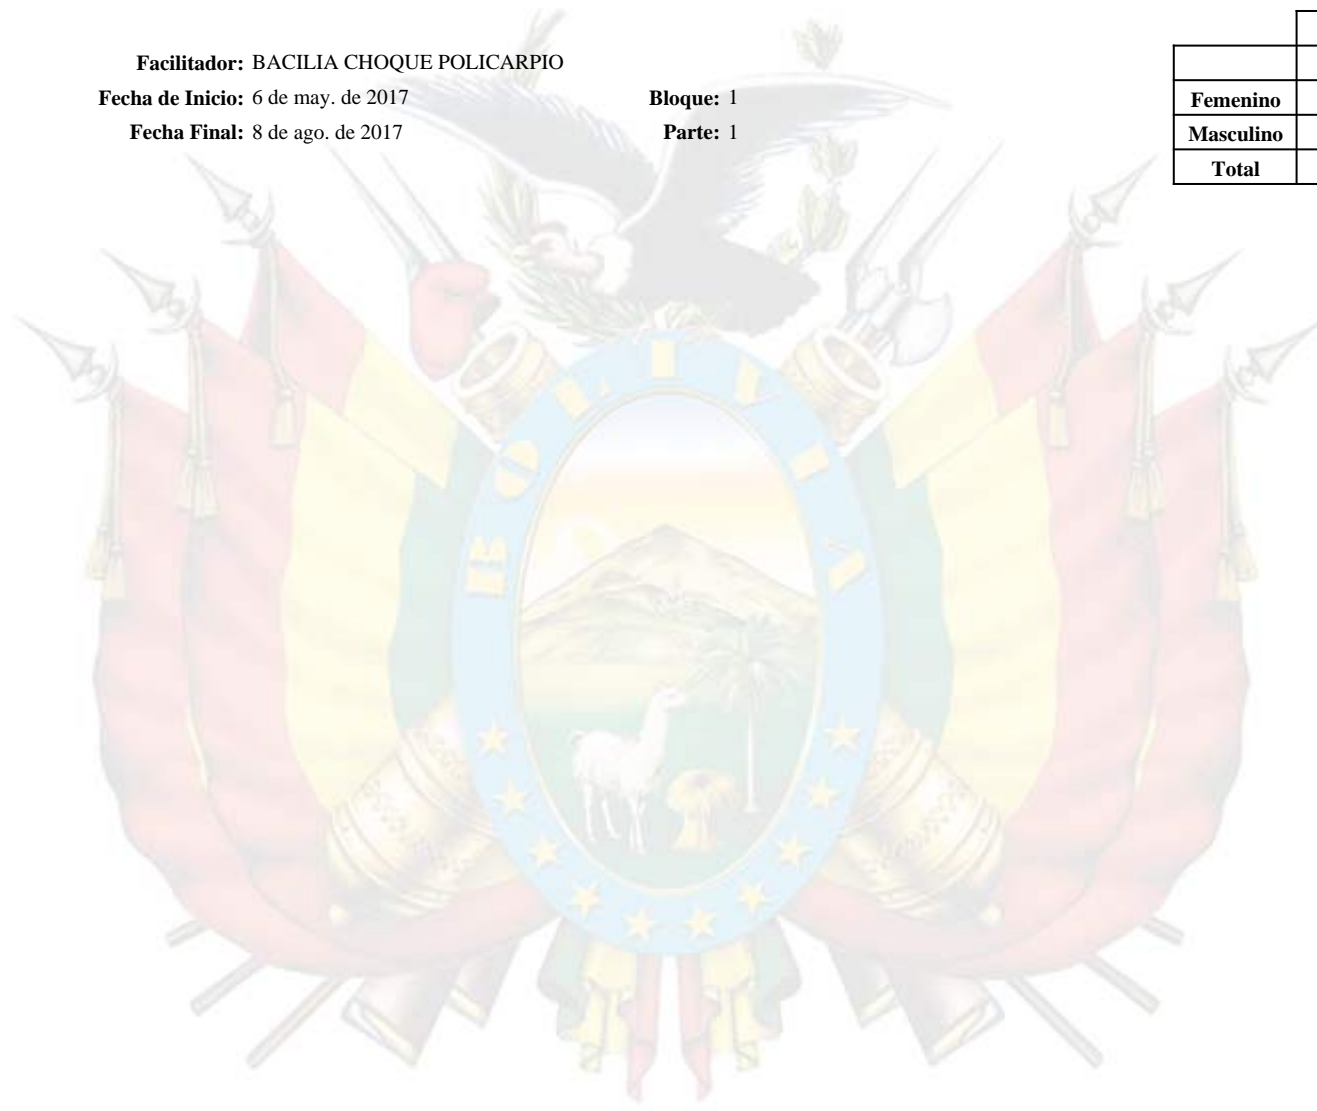 Facilitador: BACILIA CHOQUE POLICARPIO
Fecha de Inicio: 6 de may. de 2017 Bloque: 1
Fecha Final: 8 de ago. de 2017 Parte: 1
Femenino
Masculino
Total
BOLIVIA